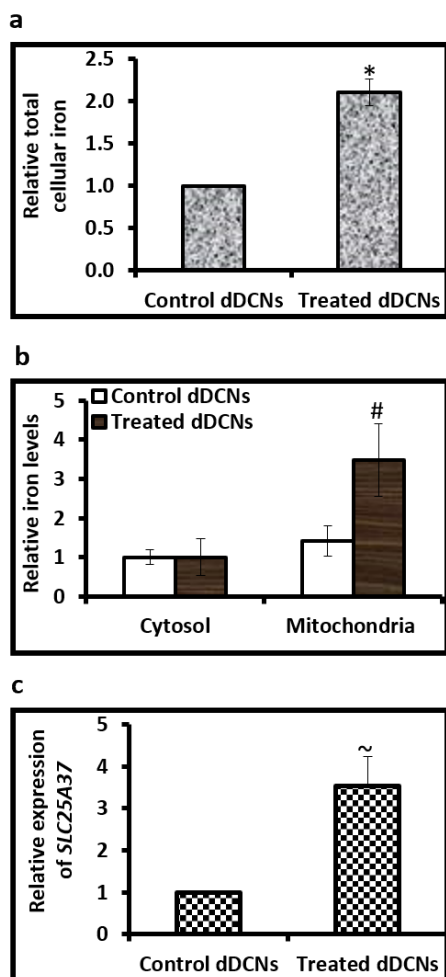 a
Relative total
cellular iron
2.5
2.0
1.5
1.0
0.5
0.0
*
Control dDCNs Treated dDCNs
b
Relative iron levels
5
4
3
2
1
0
Control dDCNs
Treated dDCNs
#
Cytosol Mitochondria
c
Relative expression
of SLC25A37
5
4
3
2
1
0
~
Control dDCNs Treated dDCNs